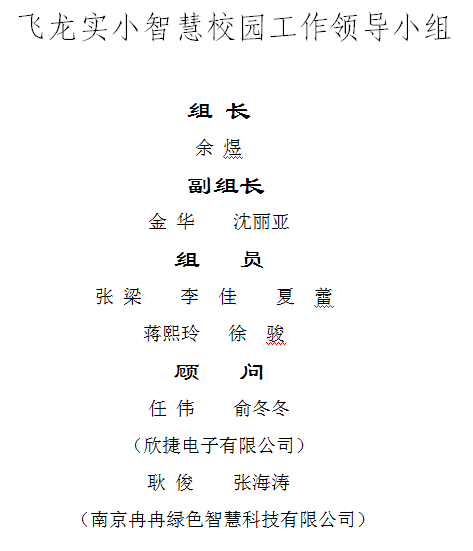 飞龙实小智慧校园工作领导小组
组 长
余 煜
副组长
金 华 沈丽亚
组 员
张 梁 李 佳 夏 薰
蒋熙玲 徐 骏
顾 问
任 伟 俞冬冬
（欣捷电子有限公司）
耿 俊 张海涛
（南京冉冉绿色智慧科技有限公司）